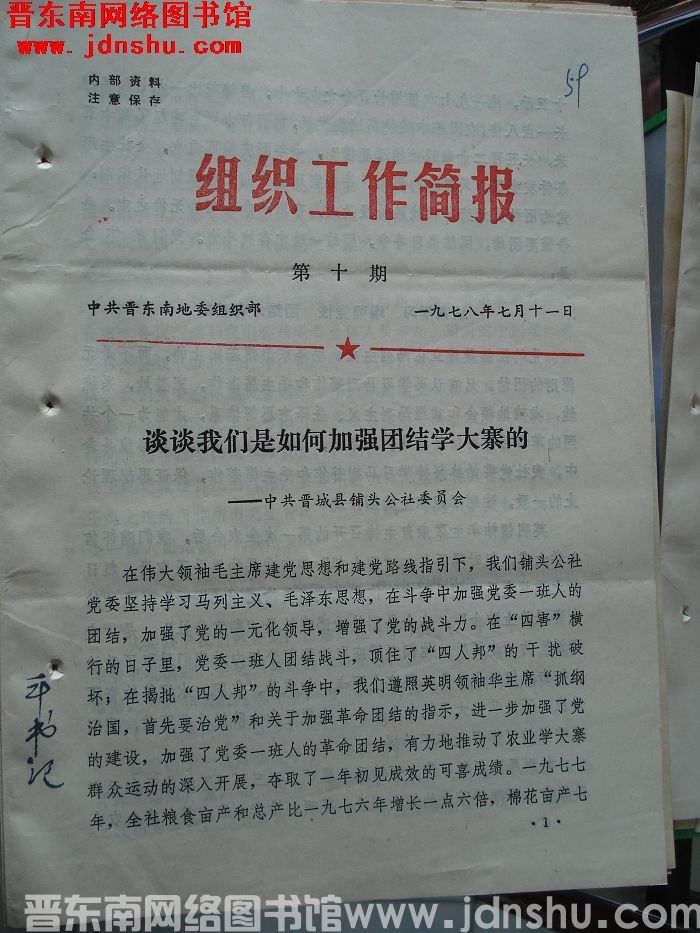 晋东南网络图书馆
www.jdnshu.com
内部资料
注意保存
59
组织工作简报
第十期
中共晋东南地委组织部 一九七八年七月十一日
谈谈我们是如何加强团结学大寨的
——中共晋城县铺头公社委员会
在伟大领袖毛主席建党思想和建党路线指引下，我们铺头公社
党委坚持学习马列主义、毛泽东思想，在斗争中加强党委一班人的
团结，加强了党的一元化领导，增强了党的战斗力。在“四害”横
行的日子里，党委一班人团结战斗，顶住了“四人邦”的干扰破
坏；在揭批“四人邦”的斗争中，我们遵照英明领袖华主席“抓纲
治国，首先要治党”和关于加强革命团结的指示，进一步加强了党
的建设，加强了党委一班人的革命团结，有力地推动了农业学大寨
群众运动的深入开展，夺取了一年初见成效的可喜成绩。一九七七
年，全社粮食亩产和总产比一九七六年增长一点六倍，棉花亩产七
·1·
书记
晋东南网络图书馆www.jdnshu.com